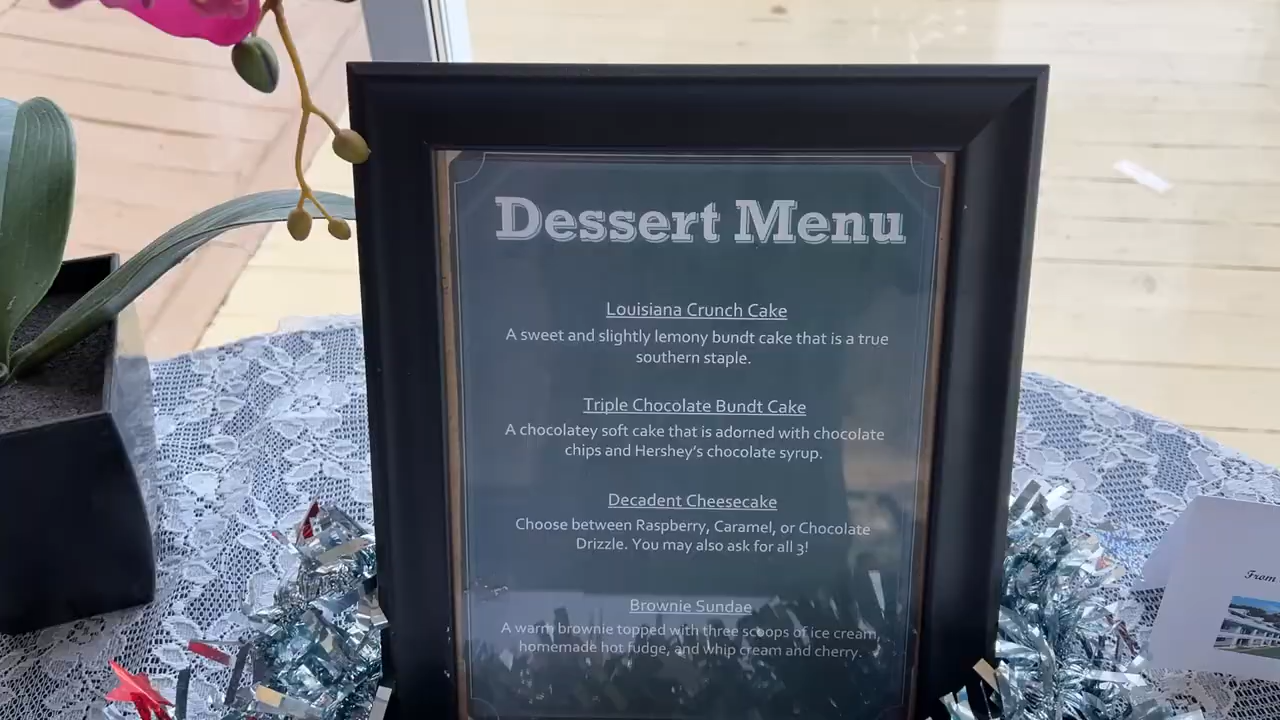 Dessert Menu
Louisiana Crunch Cake
A sweet and slightly lemony bundt cake that is a true
southern staple.
Triple Chocolate Bundt Cake
A chocolatey soft cake that is adorned with chocolate
chips and Hershey's chocolate syrup.
Decadent Cheesecake
Choose between Raspberry, Caramel, or Chocolate
Drizzle. You may also ask for all 3!
Brownie Sundae
A warm brownie topped with three scoops of ice cream,
homemade hot fudge, and whip cream and cherry.
From